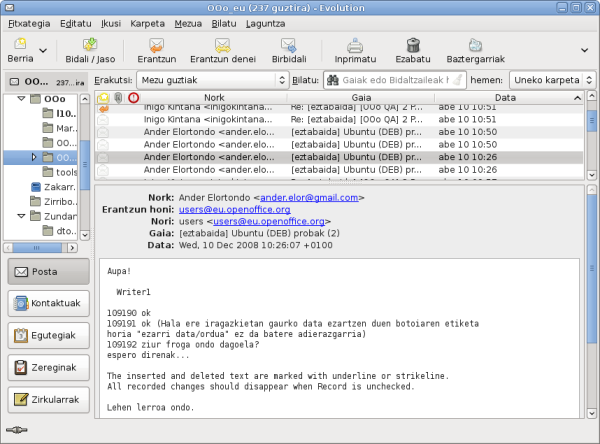 OOo_eu (237 guztira) - Evolution
Fitxategia Editatu Ikusi Karpeta Mezua Bilatu Laguntza
Berria Bidali / Jaso Erantzun Erantzun denei Birbidali Inprimatu Ezabatu Baztergarriak
OO... 237...ira Erakutsi: Mezu guztiak Bilatu: Gaiak edo Bidaltzaileak hemen: Uneko karpeta
Nork Gaia Data
Inigo Kintana <inigokintana... Re: [eztabaida] [OOo QA] 2 P... abe 10 10:51
Inigo Kintana <inigokintana... Re: [eztabaida] [OOo QA] 2 P... abe 10 10:51
Ander Elortondo <ander.elo... [eztabaida] Ubuntu (DEB) pr... abe 10 10:50
Ander Elortondo <ander.elo... [eztabaida] Ubuntu (DEB) pr... abe 10 10:50
Ander Elortondo <ander.elo... [eztabaida] Ubuntu (DEB) pr... abe 10 10:26
Ander Elortondo <ander.elo... [eztabaida] Ubuntu (DEB) pr... abe 10 10:26
OOo
l10...
Mar...
OO...
OO...
tools
Zakarr...
Zirribo...
Zundan
dto...
Posta
Kontaktuak
Egutegiak
Zereginak
Zirkularrak
Nork: Ander Elortondo <ander.elor@gmail.com>
Erantzun honi: users@eu.openoffice.org
Nori: users <users@eu.openoffice.org>
Gaia: [eztabaida] Ubuntu (DEB) probak (2)
Data: Wed, 10 Dec 2008 10:26:07 +0100
Aupa!
Writer1
109190 ok
109191 ok (Hala ere iragazkietan gaurko data ezartzen duen botoiaren etiketa
horia "ezarri data/ordua" ez da batere adierazgarria)
109192 ziur froga ondo dagoela?
espero direnak...
The inserted and deleted text are marked with underline or strikeline.
All recorded changes should disappear when Record is unchecked.
Lehen lerroa ondo.